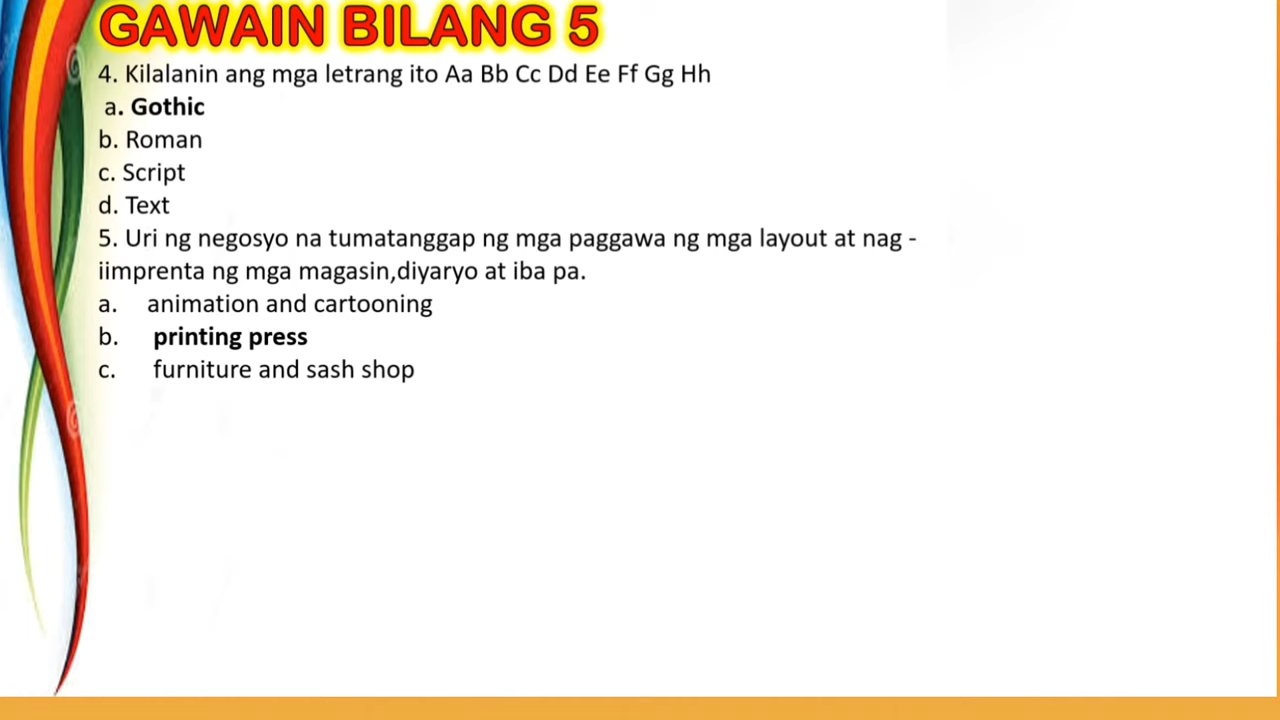 GAWAIN BILANG 5
4. Kilalanin ang mga letrang ito Aa Bb Cc Dd Ee Ff Gg Hh
a. Gothic
b. Roman
c. Script
d. Text
5. Uri ng negosyo na tumatanggap ng mga paggawa ng mga layout at nag -
iimprenta ng mga magasin,diyaryo at iba pa.
a. animation and cartooning
b. printing press
c. furniture and sash shop